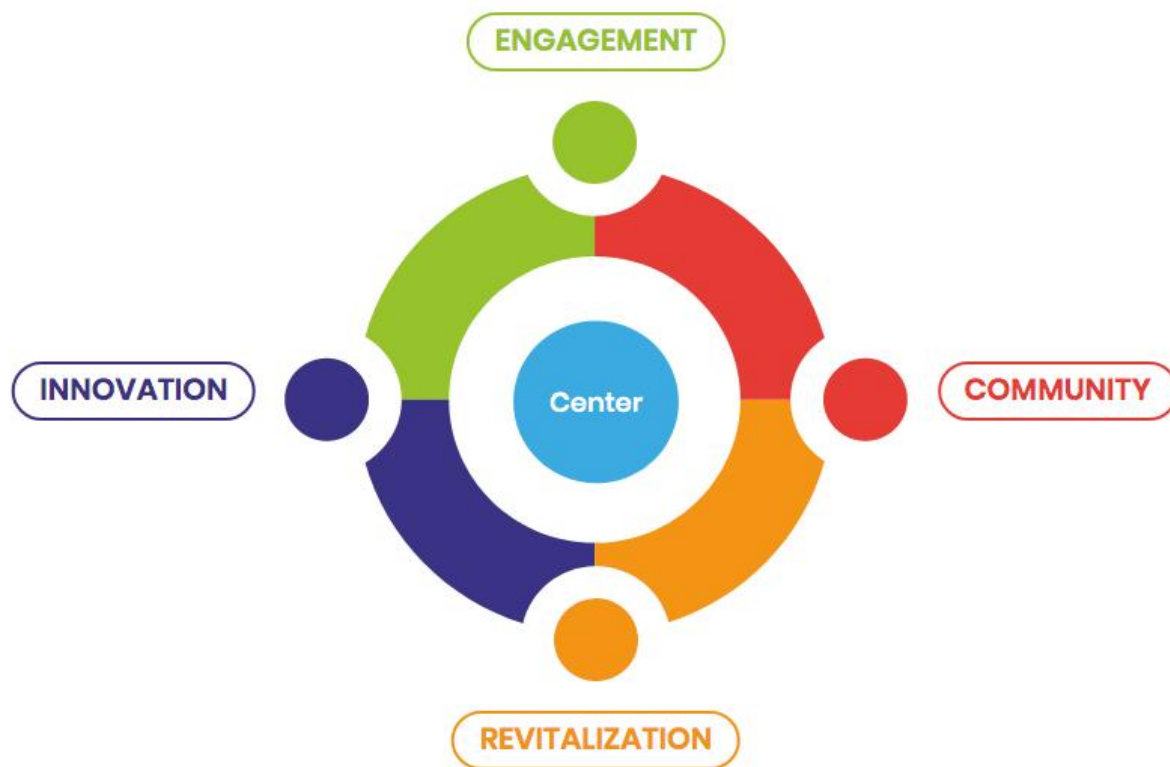 ENGAGEMENT
INNOVATION
Center
COMMUNITY
REVITALIZATION